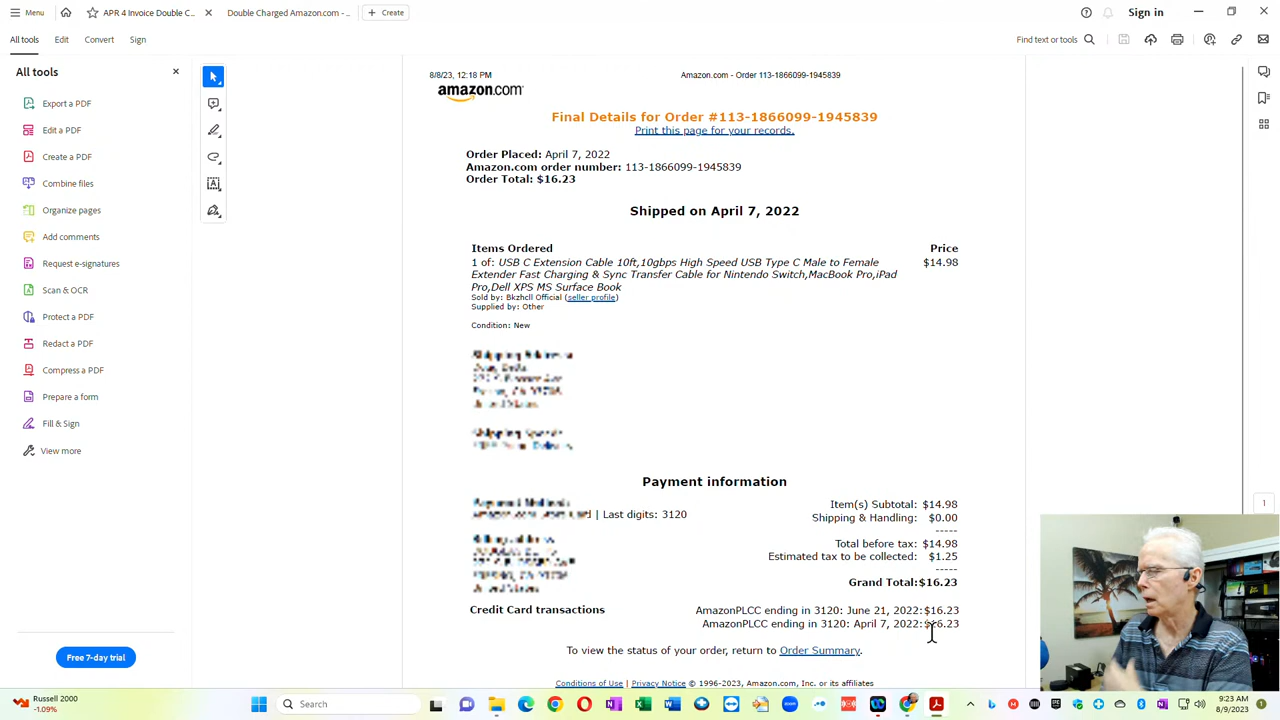 Menu
APR 4 Invoice Double C...
Double Charged Amazon.com - ...
Create
Sign in
All tools
Edit
Convert
Sign
Find text or tools
All tools
Export a PDF
Edit a PDF
Create a PDF
Combine files
Organize pages
Add comments
Request e-signatures
Scan & OCR
Protect a PDF
Redact a PDF
Compress a PDF
Prepare a form
Fill & Sign
View more
Free 7-day trial
8/8/23, 12:18 PM
Amazon.com - Order 113-1866099-1945839
amazon.com
Final Details for Order #113-1866099-1945839
Print this page for your records.
Order Placed: April 7, 2022
Amazon.com order number: 113-1866099-1945839
Order Total: $16.23
Shipped on April 7, 2022
Items Ordered Price
1 of: USB C Extension Cable 10ft,10gbps High Speed USB Type C Male to Female $14.98
Extender Fast Charging & Sync Transfer Cable for Nintendo Switch,MacBook Pro,iPad
Pro,Dell XPS MS Surface Book
Sold by: Bkzhcll Official (seller profile)
Supplied by: Other
Condition: New
Payment information
| Last digits: 3120
Item(s) Subtotal: $14.98
Shipping & Handling: $0.00
-----
Total before tax: $14.98
Estimated tax to be collected: $1.25
-----
Grand Total:$16.23
Credit Card transactions
AmazonPLCC ending in 3120: June 21, 2022:$16.23
AmazonPLCC ending in 3120: April 7, 2022:$16.23
To view the status of your order, return to Order Summary.
Conditions of Use | Privacy Notice © 1996-2023, Amazon.com, Inc. or its affiliates
1
Russell 2000
-1.09%
Search
9:23 AM
8/9/2023